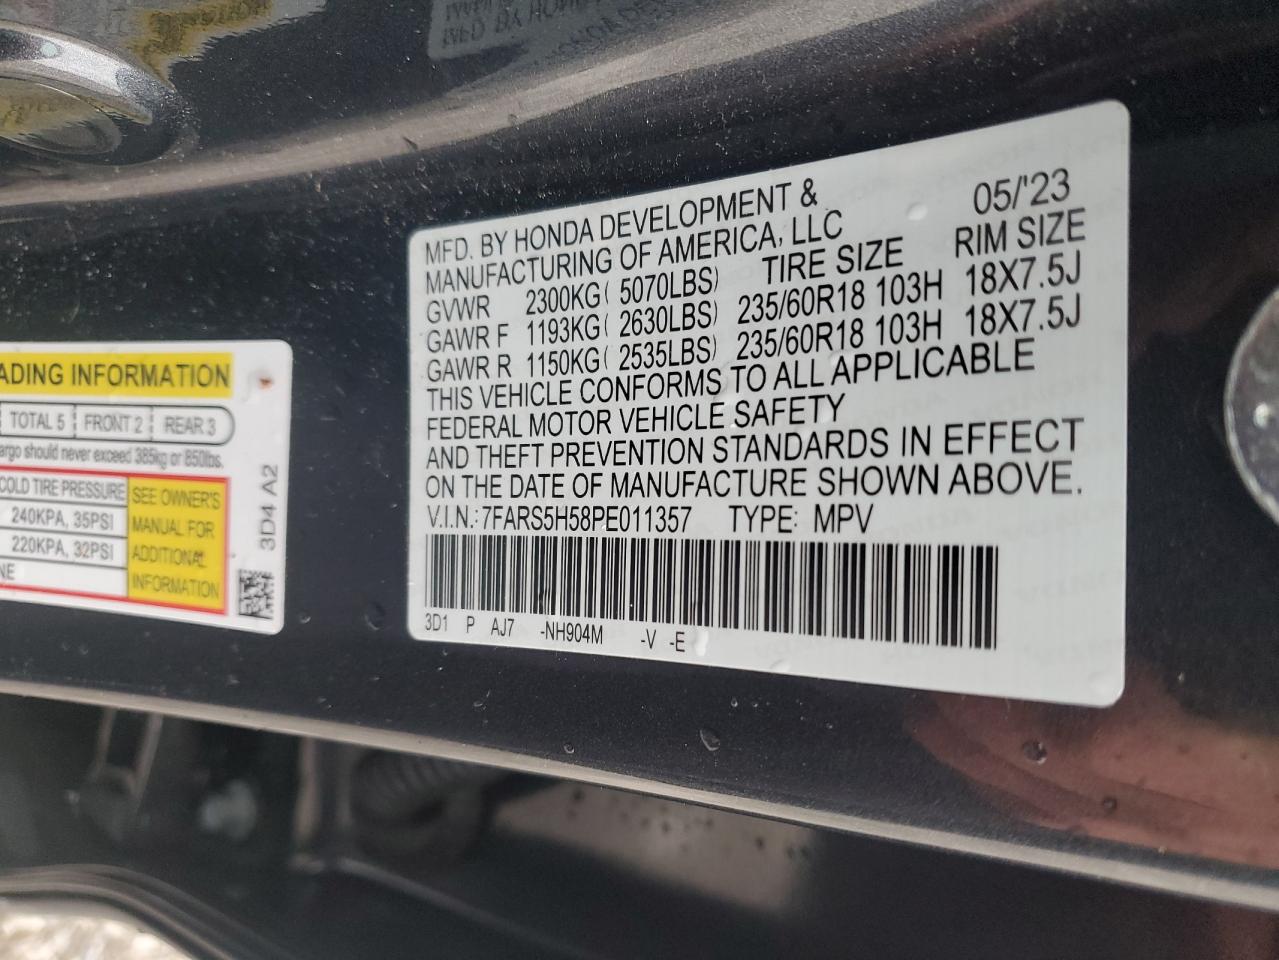 ADING INFORMATION
TOTAL 5 FRONT 2 REAR 3
argo should never exceed 385kg or 850lbs.
COLD TIRE PRESSURE
240KPA, 35PSI
220KPA, 32PSI
NE
SEE OWNER'S
MANUAL FOR
ADDITIONAL
INFORMATION
3D4 A2
MFD. BY HONDA DEVELOPMENT & 05/'23
MANUFACTURING OF AMERICA, LLC
TIRE SIZE RIM SIZE
GVWR 2300KG( 5070LBS)
GAWR F 1193KG( 2630LBS) 235/60R18 103H 18X7.5J
GAWR R 1150KG( 2535LBS) 235/60R18 103H 18X7.5J
THIS VEHICLE CONFORMS TO ALL APPLICABLE
FEDERAL MOTOR VEHICLE SAFETY
AND THEFT PREVENTION STANDARDS IN EFFECT
ON THE DATE OF MANUFACTURE SHOWN ABOVE.
V.I.N.:7FARS5H58PE011357 TYPE: MPV
3D1 P AJ7 -NH904M -V -E